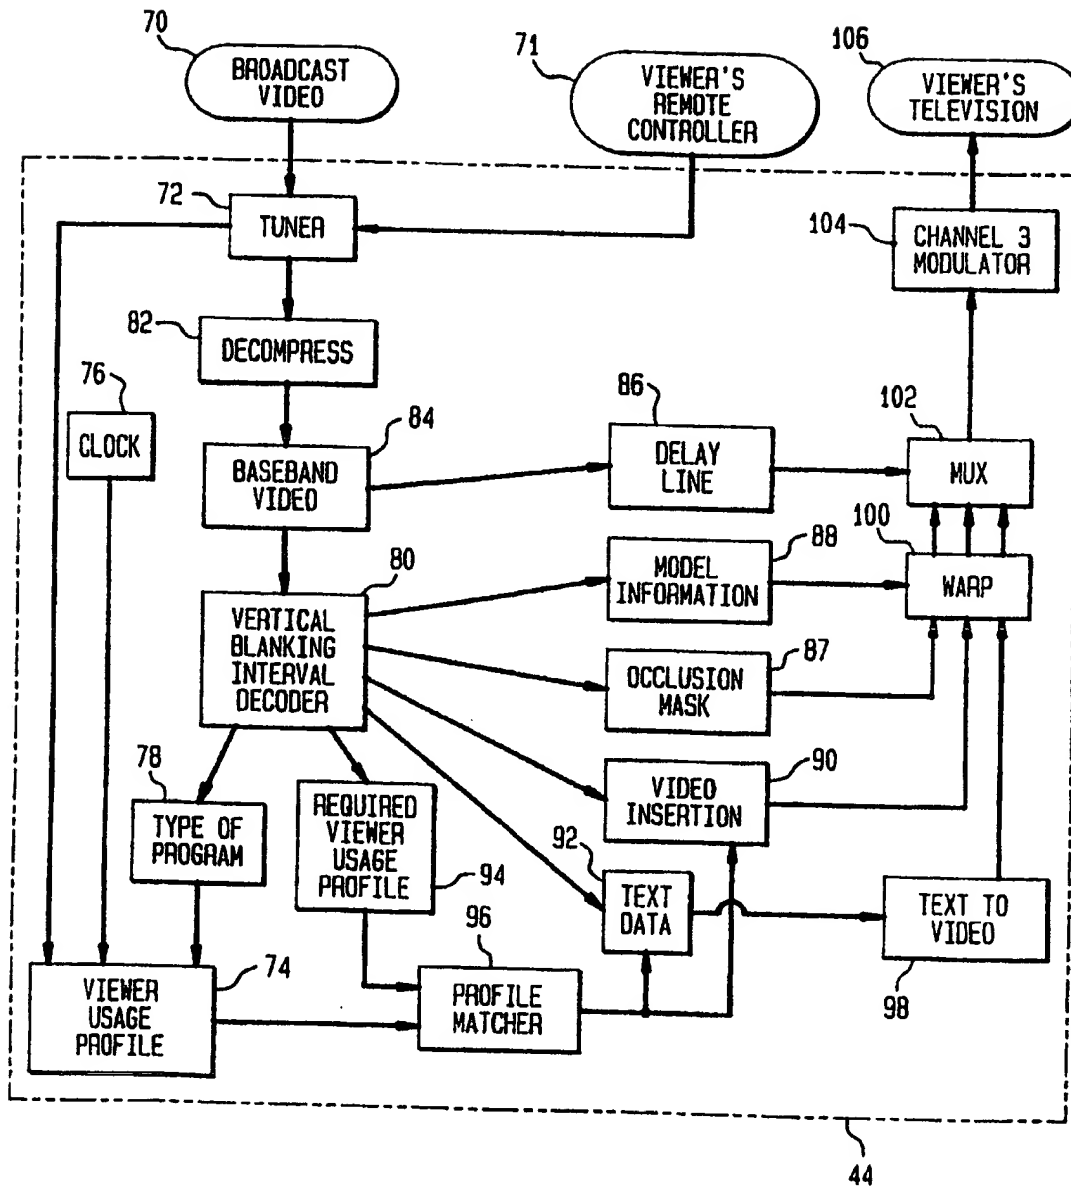 70
BROADCAST
VIDEO
71
VIEWER'S
REMOTE
CONTROLLER
106
VIEWER'S
TELEVISION
72
TUNER
104
CHANNEL 3
MODULATOR
82
DECOMPRESS
76
CLOCK
84
BASEBAND
VIDEO
86
DELAY
LINE
102
MUX
80
VERTICAL
BLANKING
INTERVAL
DECODER
88
MODEL
INFORMATION
100
WARP
87
OCCLUSION
MASK
78
TYPE OF
PROGRAM
REQUIRED
VIEWER
USAGE
PROFILE
94
90
VIDEO
INSERTION
92
TEXT
DATA
TEXT TO
VIDEO
98
74
VIEWER
USAGE
PROFILE
96
PROFILE
MATCHER
44